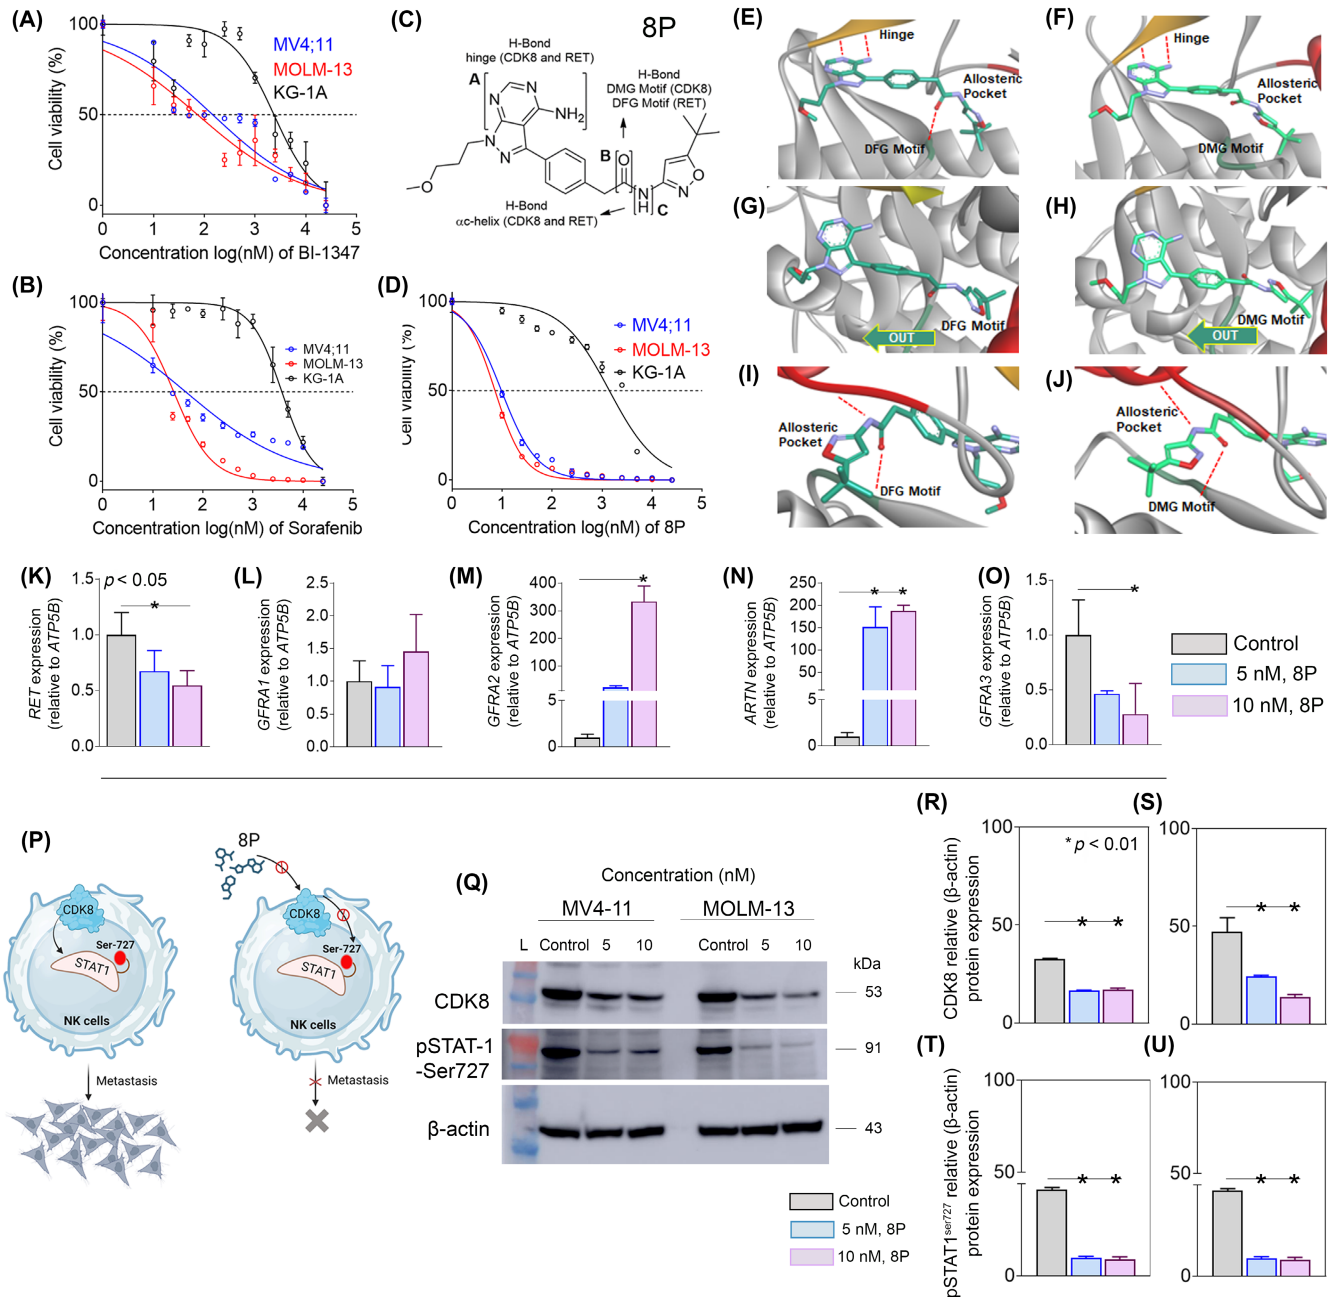 (A)
Cell viability (%)
100
50
0
MV4;11
MOLM-13
KG-1A
0 1 2 3 4 5
Concentration log(nM) of BI-1347
(B)
Cell viability (%)
100
50
0
MV4;11
MOLM-13
KG-1A
0 1 2 3 4 5
Concentration log(nM) of Sorafenib
(C)
8P
H-Bond
hinge (CDK8 and RET)
A
H-Bond
DMG Motif (CDK8)
DFG Motif (RET)
N
N
NH₂
N
N
O
B
O
N
O
N
H
C
H-Bond
αc-helix (CDK8 and RET)
(D)
Cell viability (%)
100
50
0
MV4;11
MOLM-13
KG-1A
0 1 2 3 4 5
Concentration log(nM) of 8P
(E)
Hinge
Allosteric
Pocket
DFG Motif
(F)
Hinge
Allosteric
Pocket
DMG Motif
(G)
DFG Motif
OUT
(H)
DMG Motif
OUT
(I)
Allosteric
Pocket
DFG Motif
(J)
Allosteric
Pocket
DMG Motif
(K)
RET expression
(relative to ATP5B)
1.5
1.0
0.5
0.0
p < 0.05
*
(L)
GFRA1 expression
(relative to ATP5B)
2.5
2.0
1.5
1.0
0.5
0.0
(M)
GFRA2 expression
(relative to ATP5B)
400
300
200
100
5
0
*
(N)
ARTN expression
(relative to ATP5B)
250
200
150
100
50
5
0
* *
(O)
GFRA3 expression
(relative to ATP5B)
1.5
1.0
0.5
0.0
*
Control
5 nM, 8P
10 nM, 8P
(P)
CDK8
Ser-727
STAT1
NK cells
Metastasis
8P
CDK8
Ser-727
STAT1
NK cells
Metastasis
(Q)
Concentration (nM)
MV4-11 MOLM-13
L Control 5 10 Control 5 10
kDa
CDK8
53
pSTAT-1
-Ser727
91
β-actin
43
Control
5 nM, 8P
10 nM, 8P
(R)
CDK8 relative (β-actin)
protein expression
100
50
0
* p < 0.01
* *
(S)
100
50
0
* *
(T)
pSTAT1ser727 relative (β-actin)
protein expression
100
50
0
* *
(U)
100
50
0
* *